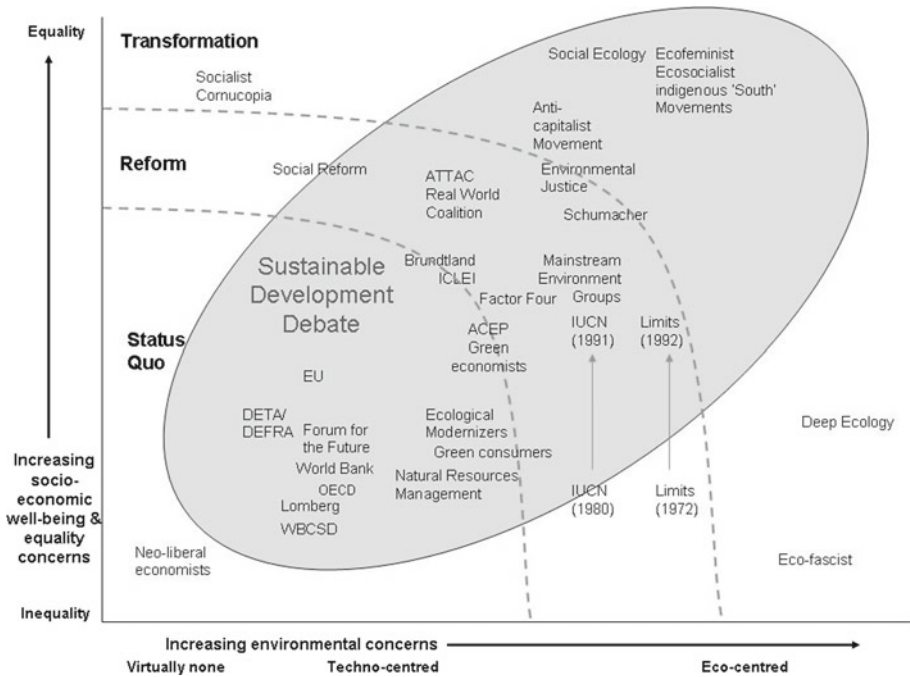 Equality
Transformation
Socialist
Cornucopia
Social Ecology
Ecofeminist
Ecosocialist
indigenous 'South'
Movements
Anti-
capitalist
Movement
Reform
Social Reform
ATTAC
Real World
Coalition
Environmental
Justice
Schumacher
Sustainable
Development
Debate
Brundtland
ICLEI
Mainstream
Environment
Groups
Factor Four
Status
Quo
ACEP
Green
economists
IUCN
(1991)
Limits
(1992)
EU
DETA/
DEFRA
Forum for
the Future
World Bank
OECD
Lomberg
WBCSD
Ecological
Modernizers
Green consumers
Natural Resources
Management
IUCN
(1980)
Limits
(1972)
Deep Ecology
Increasing
socio-
economic
well-being &
equality
concerns
Neo-liberal
economists
Eco-fascist
Inequality
Increasing environmental concerns
Virtually none
Techno-centred
Eco-centred